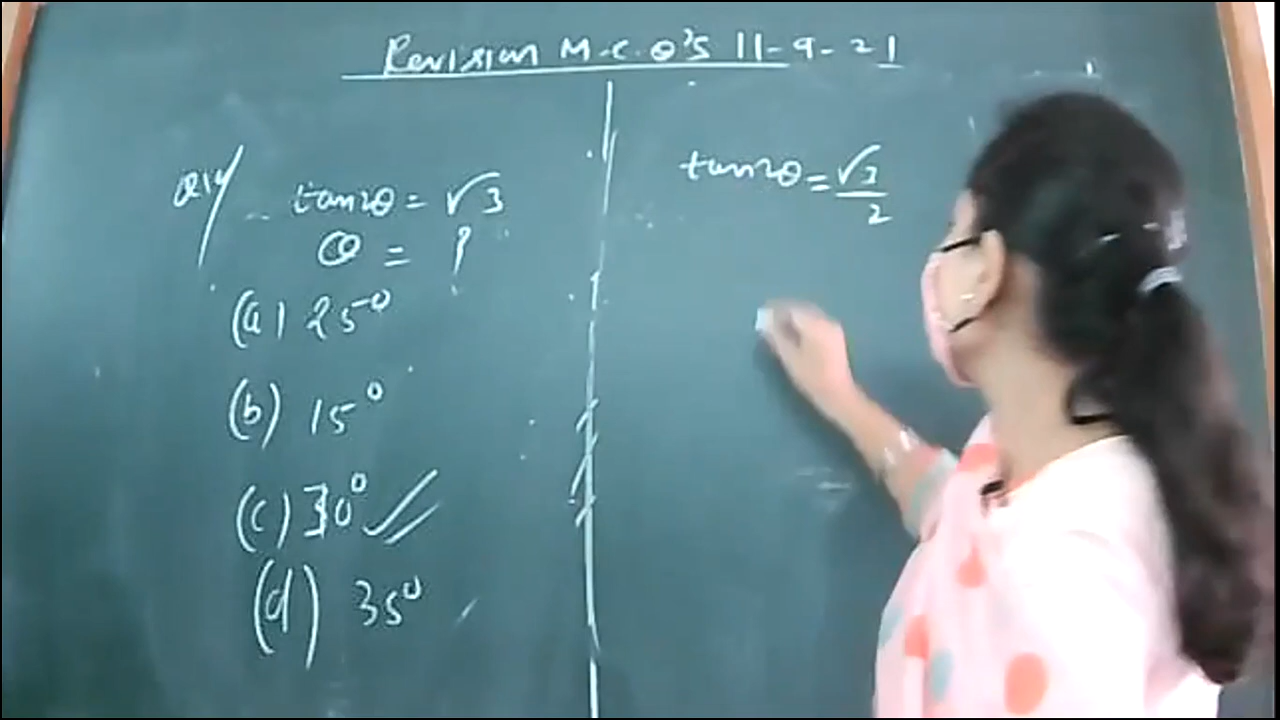 Revision M.C.Q'S 11-9-21
Q14 tan2θ = √3
θ = ?
(a) 25°
(b) 15°
(c) 30°
(d) 35°
tan2θ = √3/2